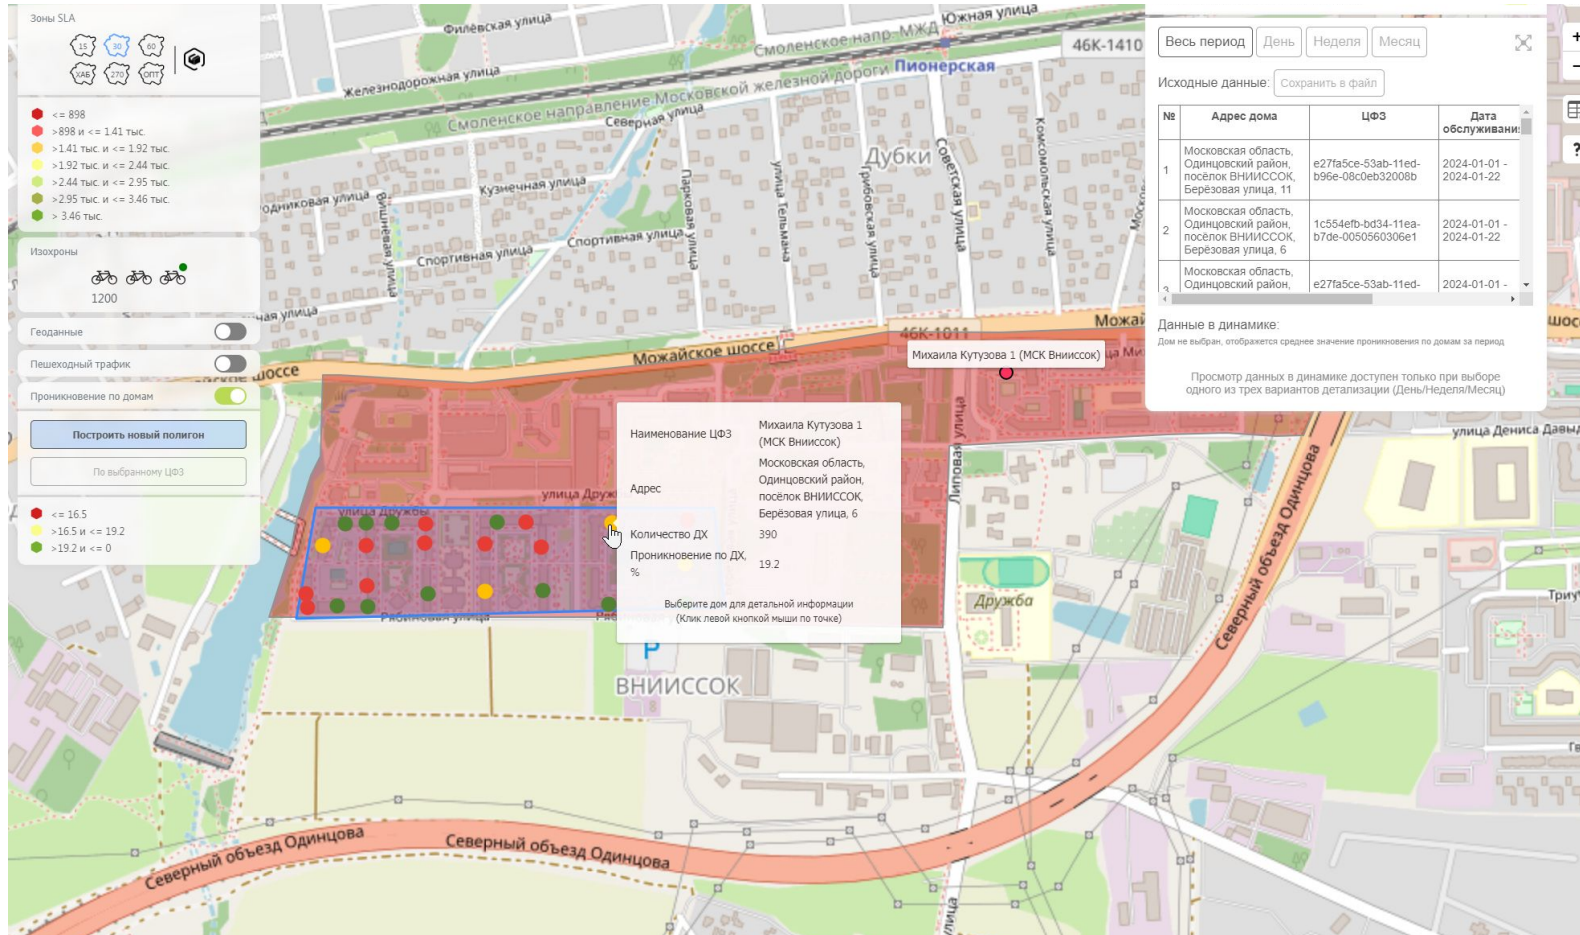 Зоны SLA
15
30
60
ХАБ
270
ОПТ
<= 898
>898 и <= 1.41 тыс.
>1.41 тыс. и <= 1.92 тыс.
>1.92 тыс. и <= 2.44 тыс.
>2.44 тыс. и <= 2.95 тыс.
>2.95 тыс. и <= 3.46 тыс.
> 3.46 тыс.
Изохроны
1200
Геоданные
Пешеходный трафик
Проникновение по домам
Построить новый полигон
По выбранному ЦФЗ
<= 16.5
>16.5 и <= 19.2
>19.2 и <= 0
Филёвская улица
Южная улица
Смоленское напр. МЖД
46К-1410
Железнодорожная улица
Пионерская
Смоленское направление Московской железной дороги
Северная улица
Дубки
Советская улица
Комсомольская улица
Кузнечная улица
Парковая улица
улица Тельмана
Грибовская улица
Вишнёвая улица
Спортивная улица
Спортивная улица
46К-1011
Можайское шоссе
Михаила Кутузова 1 (МСК Внииссок)
улица Дружбы
Липовая улица
улица Дениса Давыд
Рябиновая улица
Дружба
P
ВНИИССОК
Северный объезд Одинцова
Северный объезд Одинцова
Северный объезд Одинцова
Северный объезд Одинцова
Наименование ЦФЗ
Михаила Кутузова 1
(МСК Внииссок)
Адрес
Московская область,
Одинцовский район,
посёлок ВНИИССОК,
Берёзовая улица, 6
Количество ДХ
390
Проникновение по ДХ,
%
19.2
Выберите дом для детальной информации
(Клик левой кнопкой мыши по точке)
Весь период
День
Неделя
Месяц
Исходные данные:
Сохранить в файл
№
Адрес дома
ЦФЗ
Дата
обслуживани
1
Московская область,
Одинцовский район,
посёлок ВНИИССОК,
Берёзовая улица, 11
e27fa5ce-53ab-11ed-
b96e-08c0eb32008b
2024-01-01 -
2024-01-22
2
Московская область,
Одинцовский район,
посёлок ВНИИССОК,
Берёзовая улица, 6
1c554efb-bd34-11ea-
b7de-0050560306e1
2024-01-01 -
2024-01-22
3
Московская область,
Одинцовский район,
e27fa5ce-53ab-11ed-
2024-01-01 -
Данные в динамике:
Дом не выбран, отображается среднее значение проникновения по домам за период
Просмотр данных в динамике доступен только при выборе
одного из трех вариантов детализации (День/Неделя/Месяц)
+
−
?